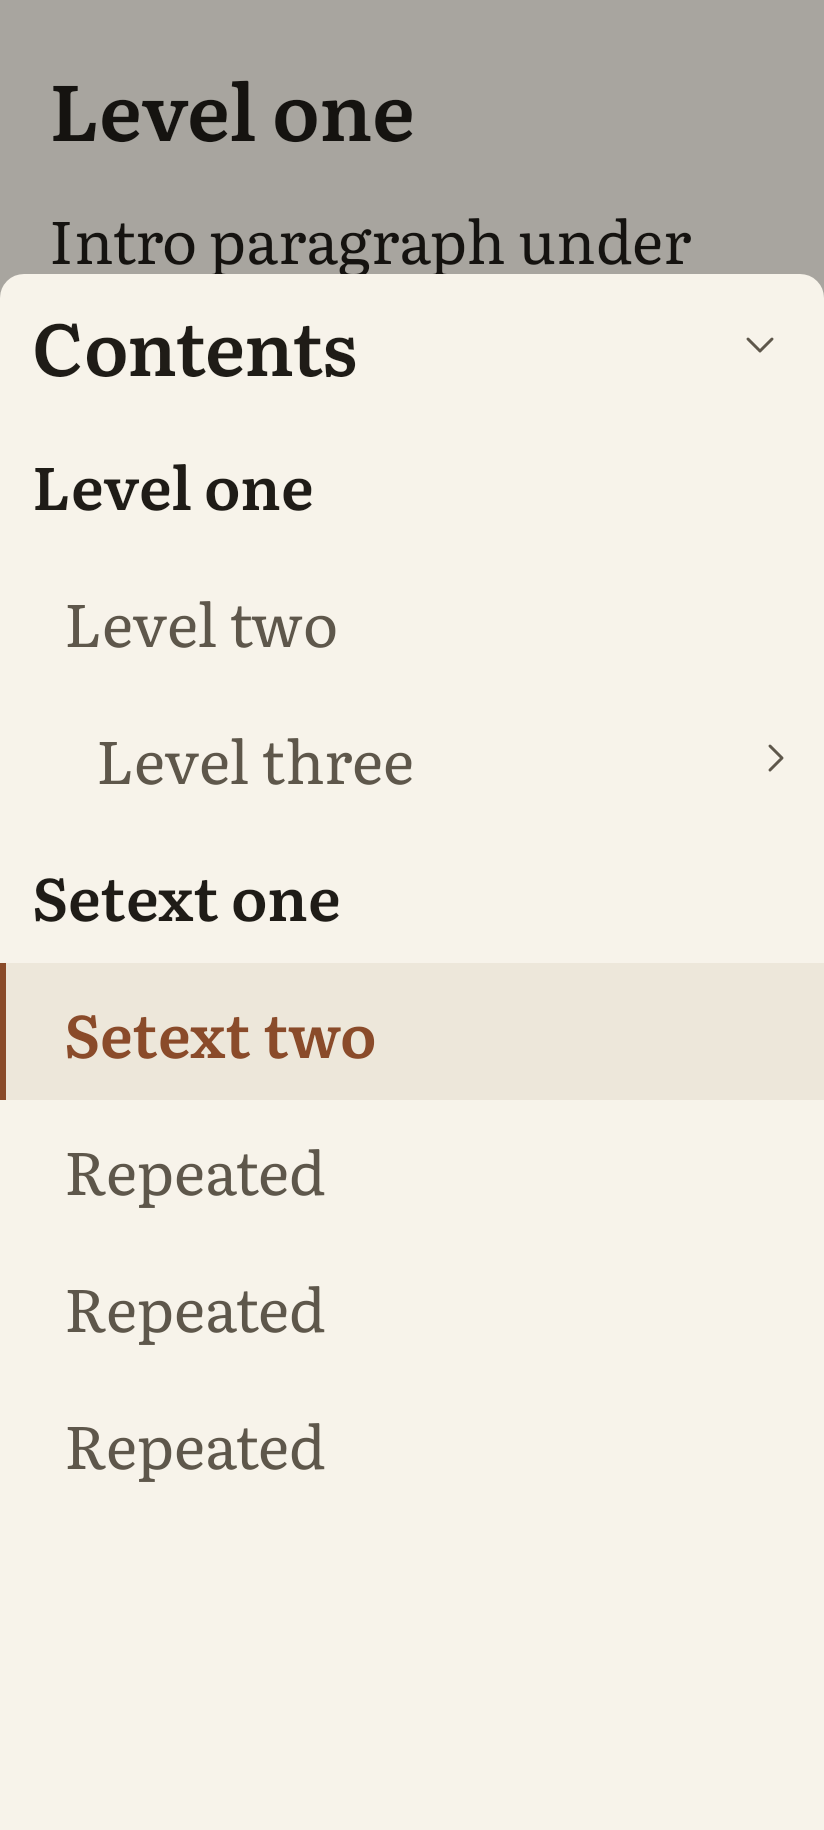 Level one
Intro paragraph under
Contents
Level one
Level two
Level three
Setext one
Setext two
Repeated
Repeated
Repeated